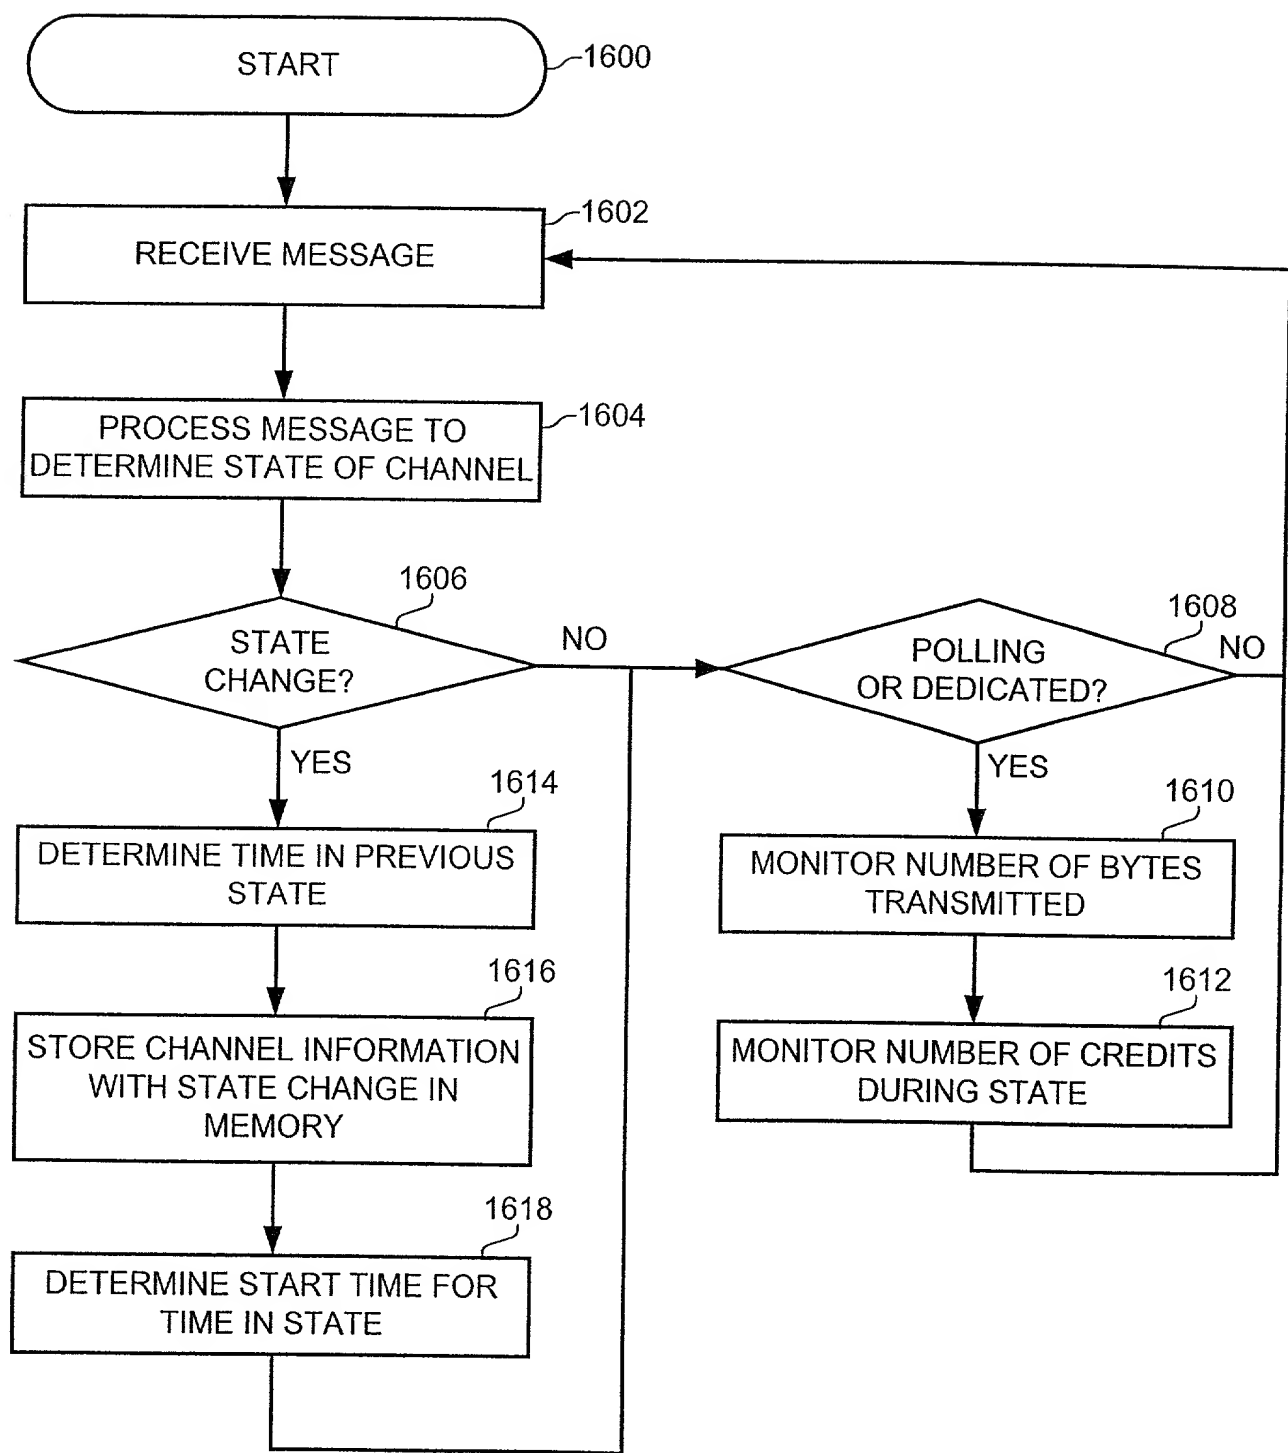 START
1600
1602
RECEIVE MESSAGE
1604
PROCESS MESSAGE TO
DETERMINE STATE OF CHANNEL
1606
STATE
CHANGE?
NO
1608
POLLING
OR DEDICATED?
NO
YES
YES
1614
DETERMINE TIME IN PREVIOUS
STATE
1610
MONITOR NUMBER OF BYTES
TRANSMITTED
1616
STORE CHANNEL INFORMATION
WITH STATE CHANGE IN
MEMORY
1612
MONITOR NUMBER OF CREDITS
DURING STATE
1618
DETERMINE START TIME FOR
TIME IN STATE